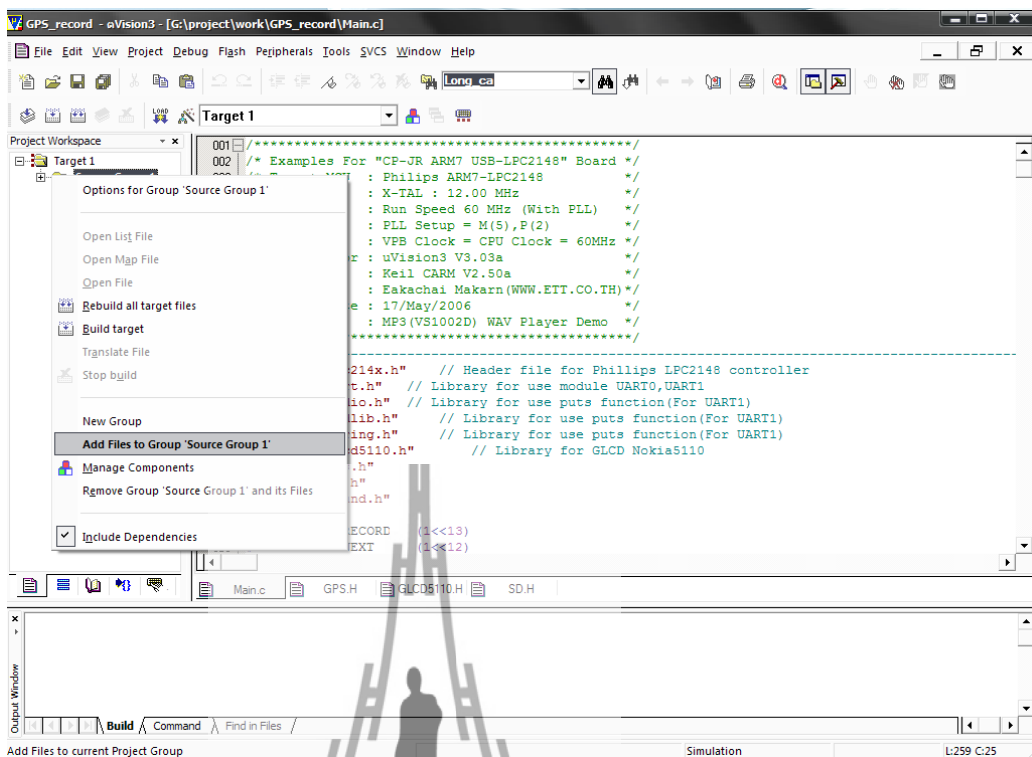 GPS_record - µVision3 - [G:\project\work\GPS_record\Main.c]
File Edit View Project Debug Flash Peripherals Tools SVCS Window Help
Long_ca
LOAD
Target 1
Project Workspace
Target 1
Options for Group 'Source Group 1'
Open List File
Open Map File
Open File
Rebuild all target files
Build target
Translate File
Stop build
New Group
Add Files to Group 'Source Group 1'
Manage Components
Remove Group 'Source Group 1' and its Files
Include Dependencies
001 /***********************************************/
002 /* Examples For "CP-JR ARM7 USB-LPC2148" Board */
: Philips ARM7-LPC2148 */
: X-TAL : 12.00 MHz */
: Run Speed 60 MHz (With PLL) */
: PLL Setup = M(5),P(2) */
: VPB Clock = CPU Clock = 60MHz */
r : uVision3 V3.03a */
: Keil CARM V2.50a */
: Eakachai Makarn(WWW.ETT.CO.TH)*/
e : 17/May/2006 */
: MP3(VS1002D) WAV Player Demo */
***********************************/
214x.h" // Header file for Phillips LPC2148 controller
t.h" // Library for use module UART0,UART1
io.h" // Library for use puts function(For UART1)
lib.h" // Library for use puts function(For UART1)
ing.h" // Library for use puts function(For UART1)
d5110.h" // Library for GLCD Nokia5110
.h"
h"
nd.h"
ECORD (1<<13)
EXT (1<<12)
Main.c GPS.H GLCD5110.H SD.H
Output Window
Build Command Find in Files
Add Files to current Project Group Simulation L:259 C:25